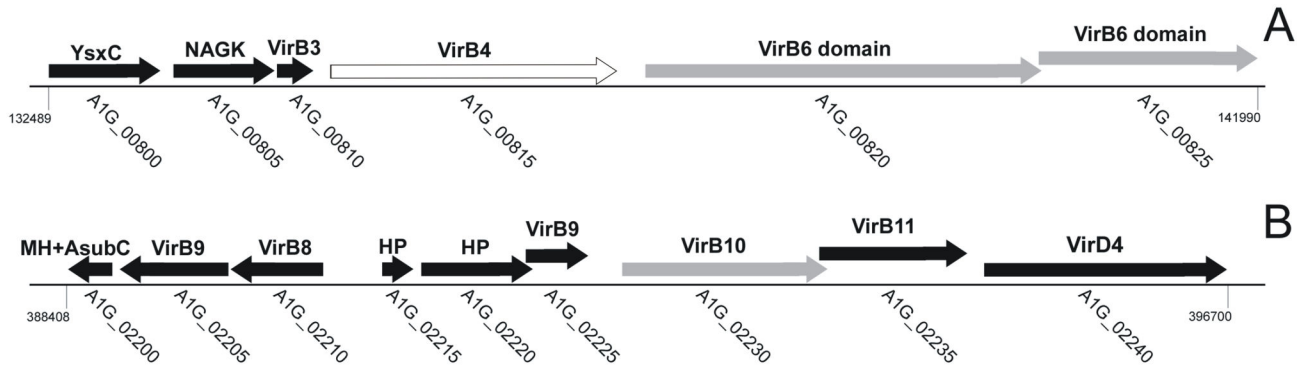 A
YsxC NAGK VirB3 VirB4 VirB6 domain VirB6 domain
132489 A1G_00800 A1G_00805 A1G_00810 A1G_00815 A1G_00820 A1G_00825 141990
B
MH+AsubC VirB9 VirB8 HP HP VirB9 VirB10 VirB11 VirD4
388408 A1G_02200 A1G_02205 A1G_02210 A1G_02215 A1G_02220 A1G_02225 A1G_02230 A1G_02235 A1G_02240 396700